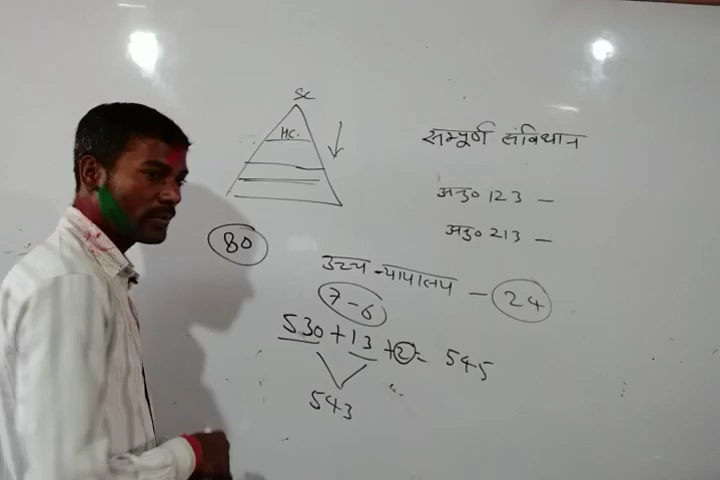 SC
HC.
सम्पूर्ण संविधान
अनु० 123 —
अनु० 213 —
80
उच्च न्यायालय — 24
7-6
530 + 13 + 2 = 545
543